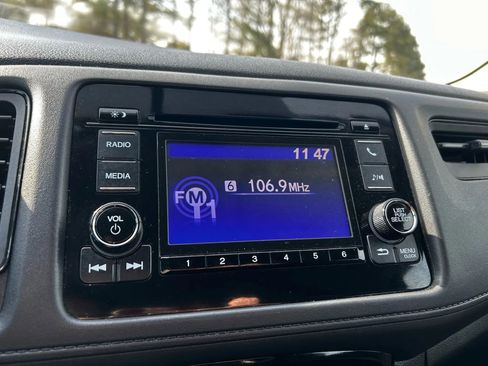 RADIO
MEDIA
VOL
11 47
FM1
6 106.9MHz
1 2 3 4 5 6
LIST
PUSH
SELECT
MENU
CLOCK